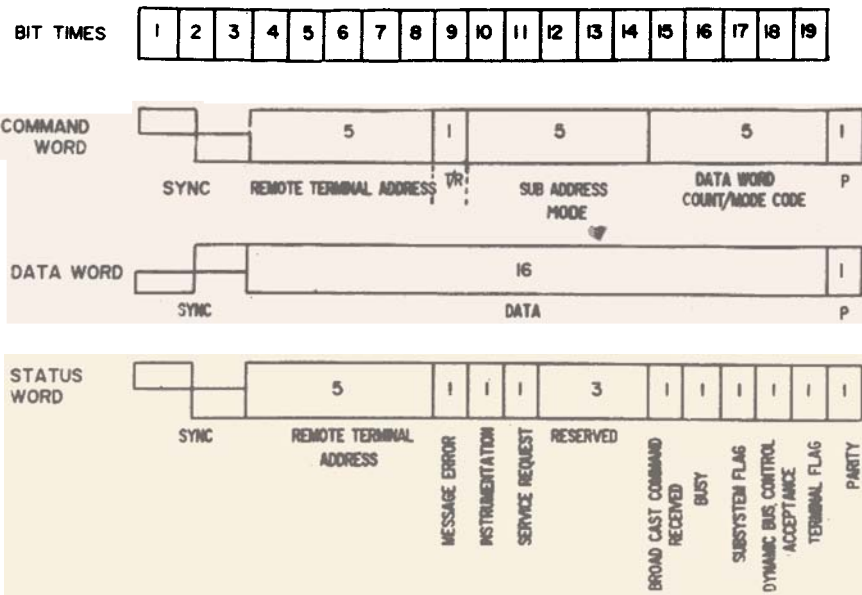 BIT TIMES 1 2 3 4 5 6 7 8 9 10 11 12 13 14 15 16 17 18 19
COMMAND WORD
5 1 5 5 1
SYNC REMOTE TERMINAL ADDRESS T/R SUB ADDRESS MODE DATA WORD COUNT/MODE CODE P
DATA WORD
16 1
SYNC DATA P
STATUS WORD
5 1 1 1 3 1 1 1 1 1 1
SYNC REMOTE TERMINAL ADDRESS
MESSAGE ERROR
INSTRUMENTATION
SERVICE REQUEST
RESERVED
BROAD CAST COMMAND RECEIVED
BUSY
SUBSYSTEM FLAG
DYNAMIC BUS CONTROL ACCEPTANCE
TERMINAL FLAG
PARITY